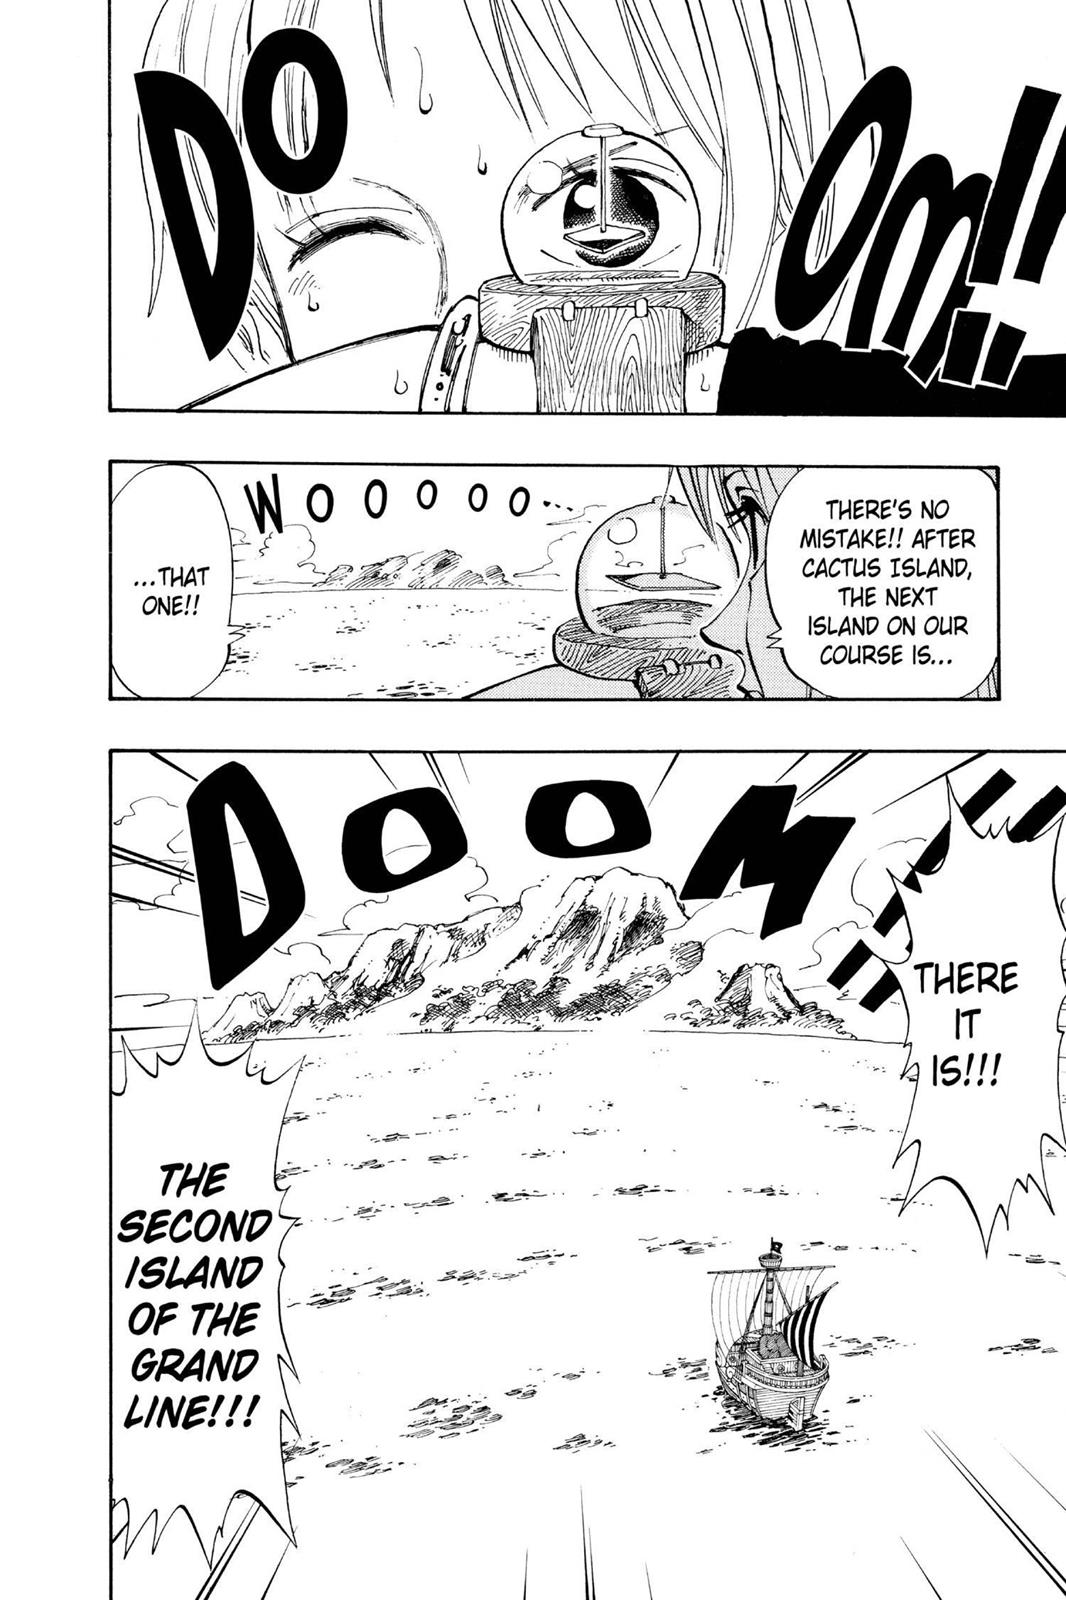 DO
OM!!
THERE'S NO
MISTAKE!! AFTER
CACTUS ISLAND,
THE NEXT
ISLAND ON OUR
COURSE IS...
WOOOOOO...
...THAT
ONE!!
DOOM!!
THERE
IT
IS!!!
THE
SECOND
ISLAND
OF THE
GRAND
LINE!!!